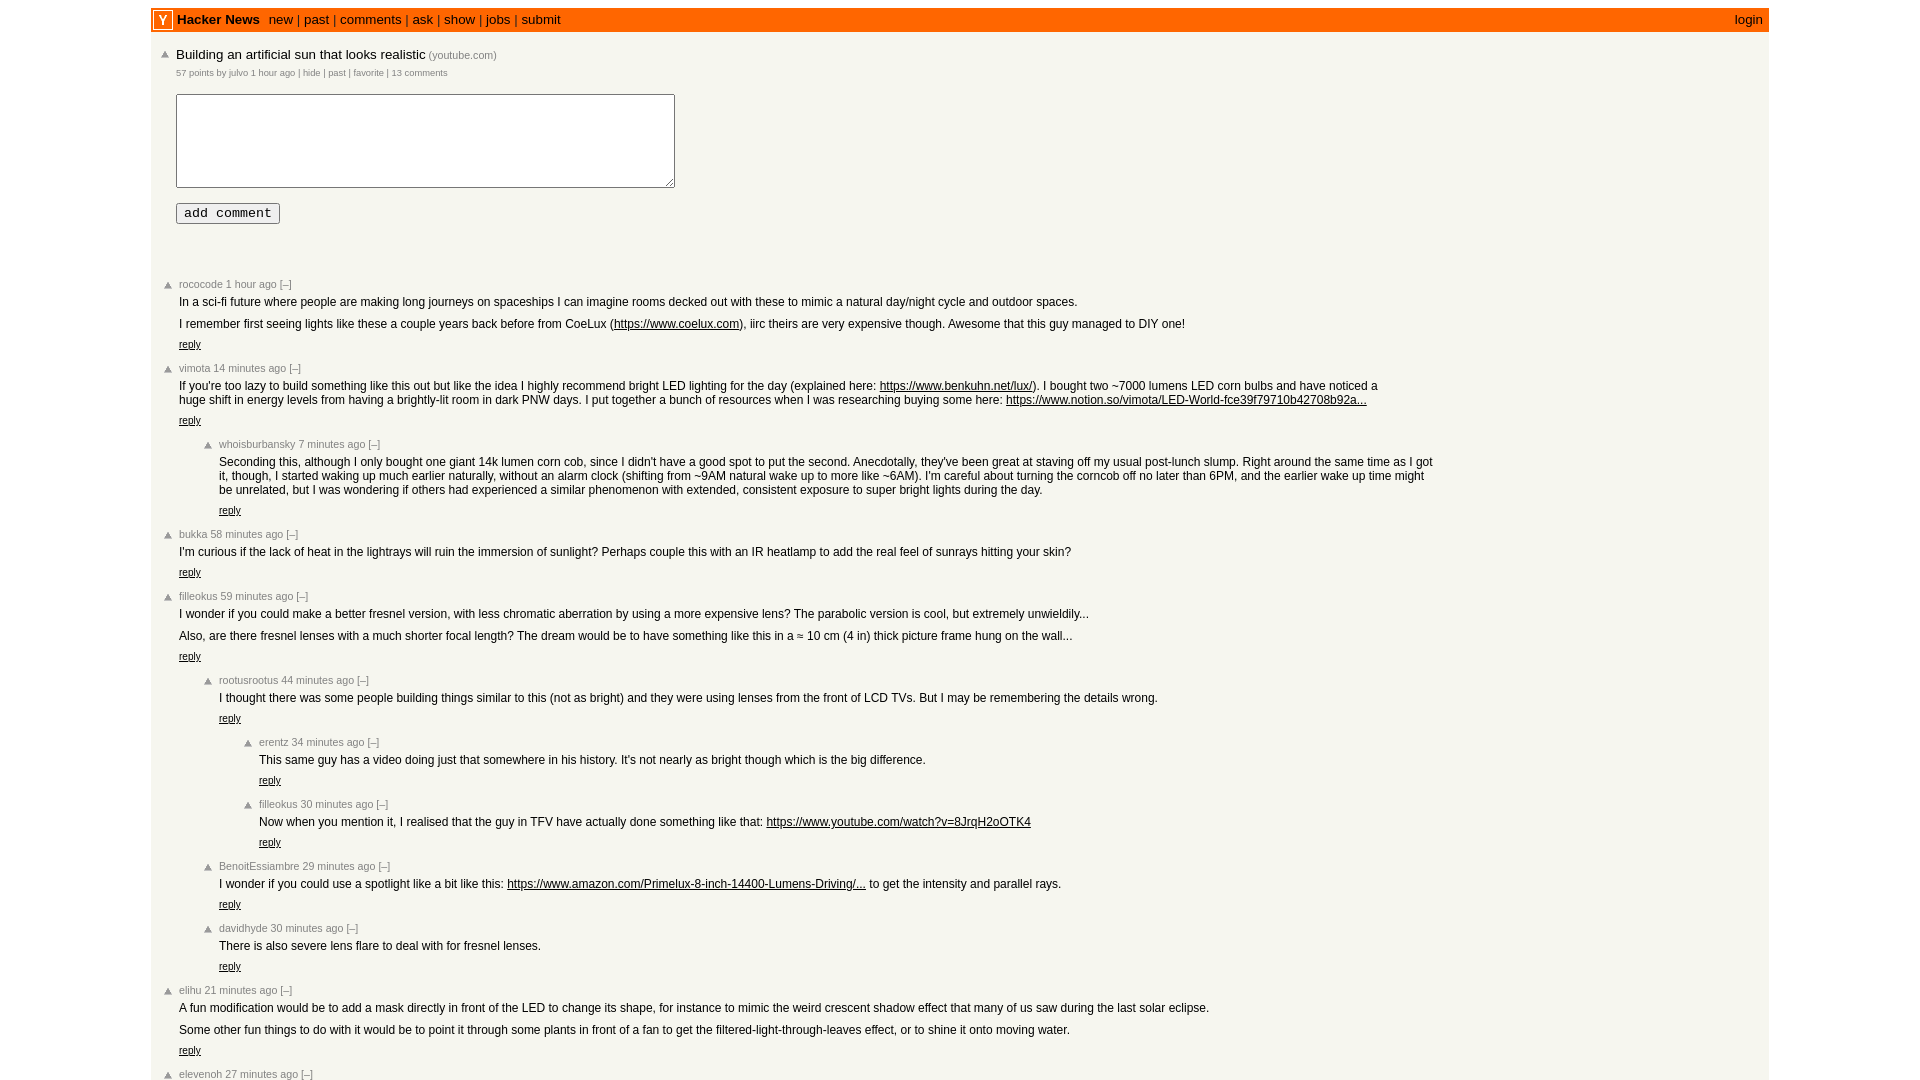 Y Hacker News new | past | comments | ask | show | jobs | submit login
Building an artificial sun that looks realistic (youtube.com)
57 points by julvo 1 hour ago | hide | past | favorite | 13 comments
add comment
rococode 1 hour ago [–]
In a sci-fi future where people are making long journeys on spaceships I can imagine rooms decked out with these to mimic a natural day/night cycle and outdoor spaces.
I remember first seeing lights like these a couple years back before from CoeLux (https://www.coelux.com), iirc theirs are very expensive though. Awesome that this guy managed to DIY one!
reply
vimota 14 minutes ago [–]
If you're too lazy to build something like this out but like the idea I highly recommend bright LED lighting for the day (explained here: https://www.benkuhn.net/lux/). I bought two ~7000 lumens LED corn bulbs and have noticed a
huge shift in energy levels from having a brightly-lit room in dark PNW days. I put together a bunch of resources when I was researching buying some here: https://www.notion.so/vimota/LED-World-fce39f79710b42708b92a...
reply
whoisburbansky 7 minutes ago [–]
Seconding this, although I only bought one giant 14k lumen corn cob, since I didn't have a good spot to put the second. Anecdotally, they've been great at staving off my usual post-lunch slump. Right around the same time as I got
it, though, I started waking up much earlier naturally, without an alarm clock (shifting from ~9AM natural wake up to more like ~6AM). I'm careful about turning the corncob off no later than 6PM, and the earlier wake up time might
be unrelated, but I was wondering if others had experienced a similar phenomenon with extended, consistent exposure to super bright lights during the day.
reply
bukka 58 minutes ago [–]
I'm curious if the lack of heat in the lightrays will ruin the immersion of sunlight? Perhaps couple this with an IR heatlamp to add the real feel of sunrays hitting your skin?
reply
filleokus 59 minutes ago [–]
I wonder if you could make a better fresnel version, with less chromatic aberration by using a more expensive lens? The parabolic version is cool, but extremely unwieldily...
Also, are there fresnel lenses with a much shorter focal length? The dream would be to have something like this in a ≈ 10 cm (4 in) thick picture frame hung on the wall...
reply
rootusrootus 44 minutes ago [–]
I thought there was some people building things similar to this (not as bright) and they were using lenses from the front of LCD TVs. But I may be remembering the details wrong.
reply
erentz 34 minutes ago [–]
This same guy has a video doing just that somewhere in his history. It's not nearly as bright though which is the big difference.
reply
filleokus 30 minutes ago [–]
Now when you mention it, I realised that the guy in TFV have actually done something like that: https://www.youtube.com/watch?v=8JrqH2oOTK4
reply
BenoitEssiambre 29 minutes ago [–]
I wonder if you could use a spotlight like a bit like this: https://www.amazon.com/Primelux-8-inch-14400-Lumens-Driving/... to get the intensity and parallel rays.
reply
davidhyde 30 minutes ago [–]
There is also severe lens flare to deal with for fresnel lenses.
reply
elihu 21 minutes ago [–]
A fun modification would be to add a mask directly in front of the LED to change its shape, for instance to mimic the weird crescent shadow effect that many of us saw during the last solar eclipse.
Some other fun things to do with it would be to point it through some plants in front of a fan to get the filtered-light-through-leaves effect, or to shine it onto moving water.
reply
elevenoh 27 minutes ago [–]